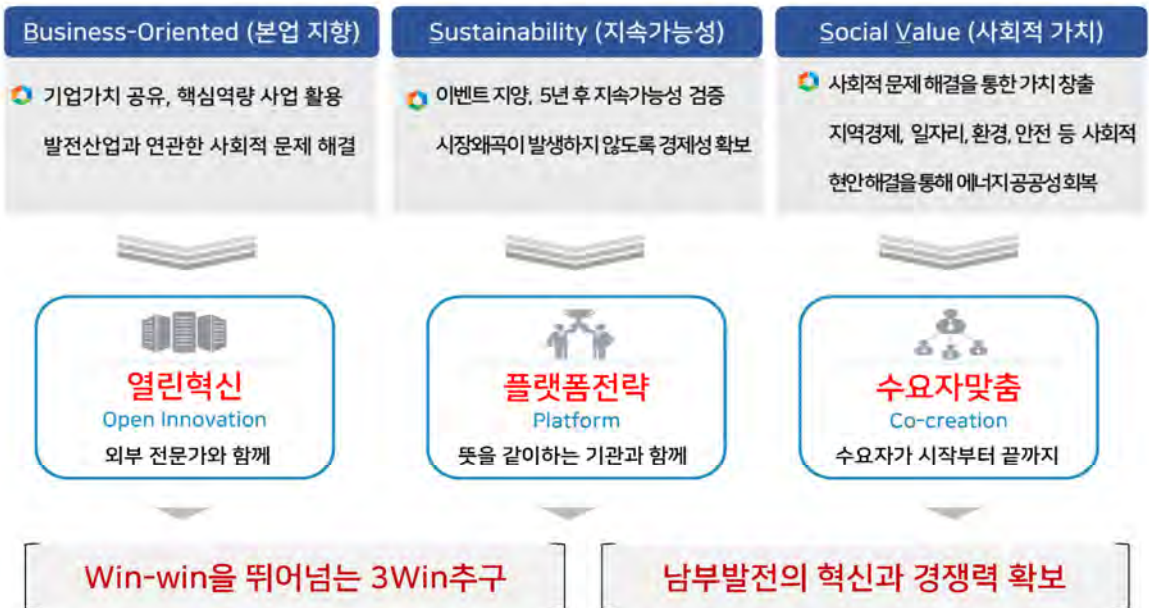 Business-Oriented (본업 지향)
기업가치 공유, 핵심역량 사업 활용
발전산업과 연관한 사회적 문제 해결
Sustainability (지속가능성)
이벤트 지양, 5년 후 지속가능성 검증
시장왜곡이 발생하지 않도록 경제성 확보
Social Value (사회적 가치)
사회적 문제 해결을 통한 가치 창출
지역경제, 일자리, 환경, 안전 등 사회적
현안해결을 통해 에너지 공공성 회복
열린혁신
Open Innovation
외부 전문가와 함께
플랫폼전략
Platform
뜻을 같이하는 기관과 함께
수요자맞춤
Co-creation
수요자가 시작부터 끝까지
Win-win을 뛰어넘는 3Win추구
남부발전의 혁신과 경쟁력 확보